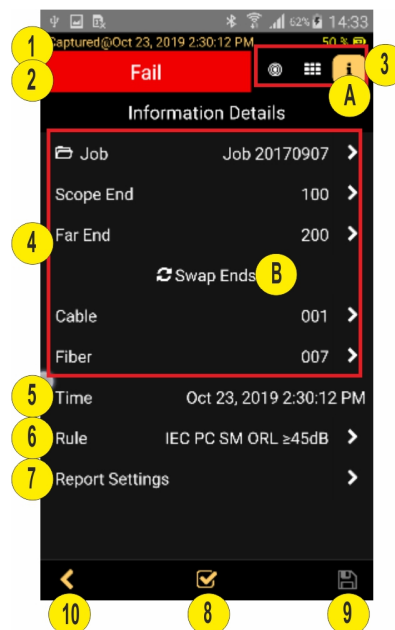 62% 14:33
1
Captured@Oct 23, 2019 2:30:12 PM 50 %
2 Fail i 3
A
Information Details
Job Job 20170907
Scope End 100
4 Far End 200
Swap Ends B
Cable 001
Fiber 007
5 Time Oct 23, 2019 2:30:12 PM
6 Rule IEC PC SM ORL ≥45dB
7 Report Settings
10 8 9